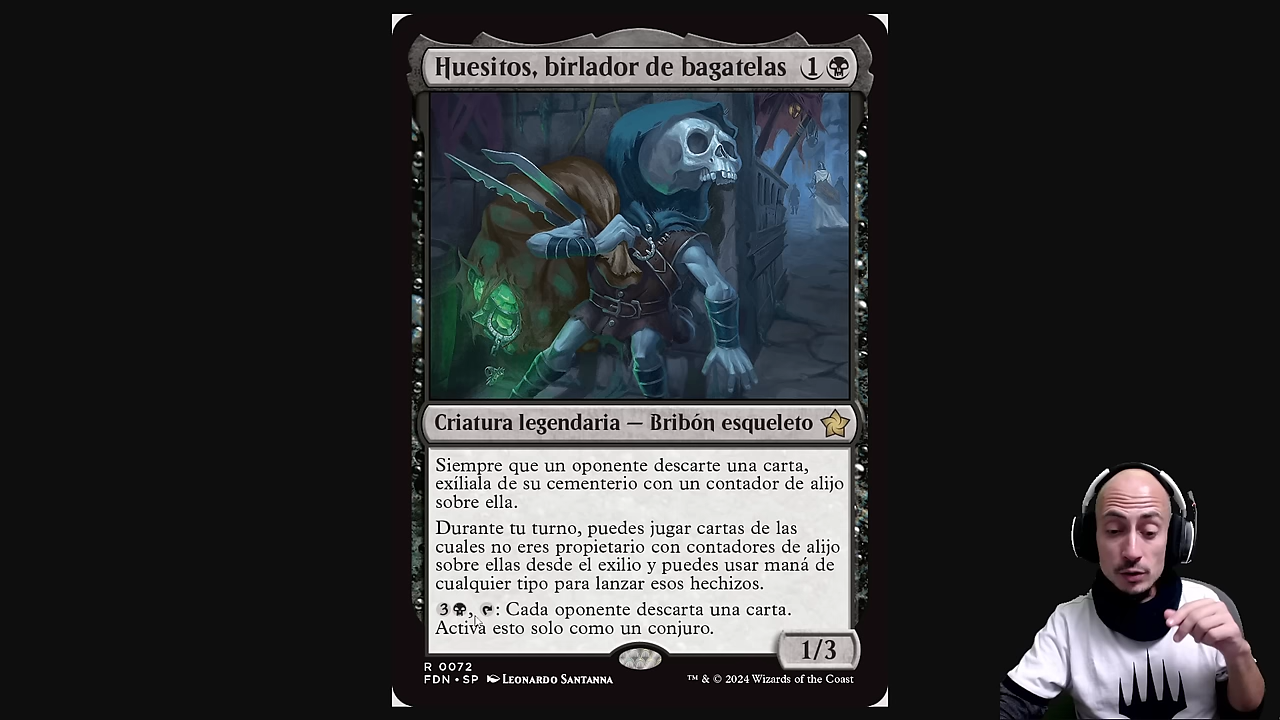 Huesitos, birlador de bagatelas 1
Criatura legendaria — Bribón esqueleto
Siempre que un oponente descarte una carta,
exíliala de su cementerio con un contador de alijo
sobre ella.
Durante tu turno, puedes jugar cartas de las
cuales no eres propietario con contadores de alijo
sobre ellas desde el exilio y puedes usar maná de
cualquier tipo para lanzar esos hechizos.
3, : Cada oponente descarta una carta.
Activa esto solo como un conjuro.
1/3
R 0072
FDN • SP Leonardo Santanna
™ & © 2024 Wizards of the Coast